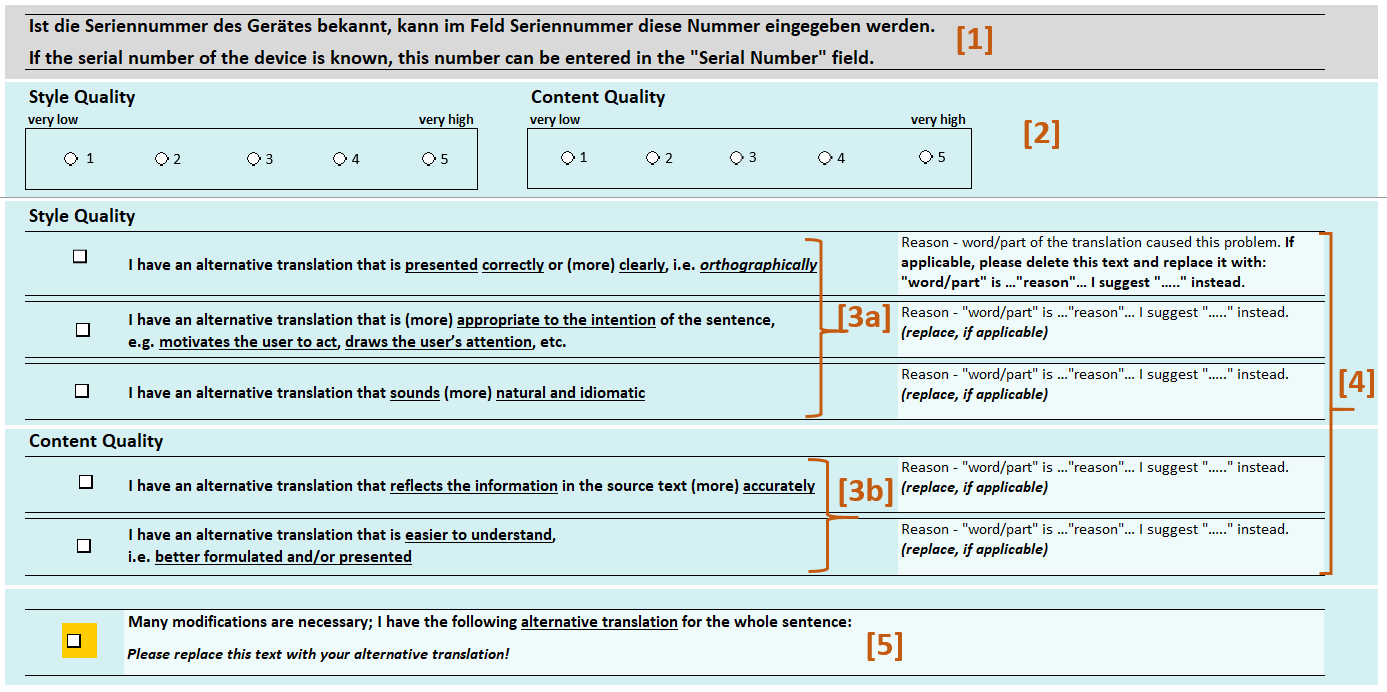 Ist die Seriennummer des Gerätes bekannt, kann im Feld Seriennummer diese Nummer eingegeben werden.
If the serial number of the device is known, this number can be entered in the "Serial Number" field.
[1]
Style Quality
very low very high
1 2 3 4 5
Content Quality
very low very high
1 2 3 4 5
[2]
Style Quality
I have an alternative translation that is presented correctly or (more) clearly, i.e. orthographically
Reason - word/part of the translation caused this problem. If
applicable, please delete this text and replace it with:
"word/part" is ..."reason"... I suggest "....." instead.
I have an alternative translation that is (more) appropriate to the intention of the sentence,
e.g. motivates the user to act, draws the user's attention, etc.
[3a]
Reason - "word/part" is ..."reason"... I suggest "....." instead.
(replace, if applicable)
I have an alternative translation that sounds (more) natural and idiomatic
Reason - "word/part" is ..."reason"... I suggest "....." instead.
(replace, if applicable)
[4]
Content Quality
I have an alternative translation that reflects the information in the source text (more) accurately
[3b]
Reason - "word/part" is ..."reason"... I suggest "....." instead.
(replace, if applicable)
I have an alternative translation that is easier to understand,
i.e. better formulated and/or presented
Reason - "word/part" is ..."reason"... I suggest "....." instead.
(replace, if applicable)
Many modifications are necessary; I have the following alternative translation for the whole sentence:
Please replace this text with your alternative translation!
[5]